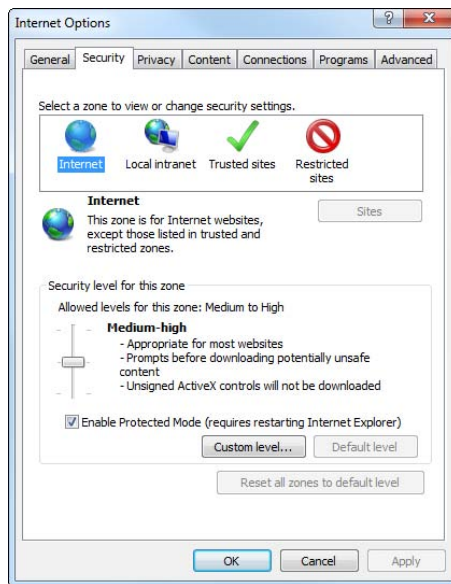 Internet Options
General Security Privacy Content Connections Programs Advanced
Select a zone to view or change security settings.
Internet Local intranet Trusted sites Restricted
sites
Internet
Sites
This zone is for Internet websites,
except those listed in trusted and
restricted zones.
Security level for this zone
Allowed levels for this zone: Medium to High
Medium-high
- Appropriate for most websites
- Prompts before downloading potentially unsafe
content
- Unsigned ActiveX controls will not be downloaded
Enable Protected Mode (requires restarting Internet Explorer)
Custom level... Default level
Reset all zones to default level
OK Cancel Apply